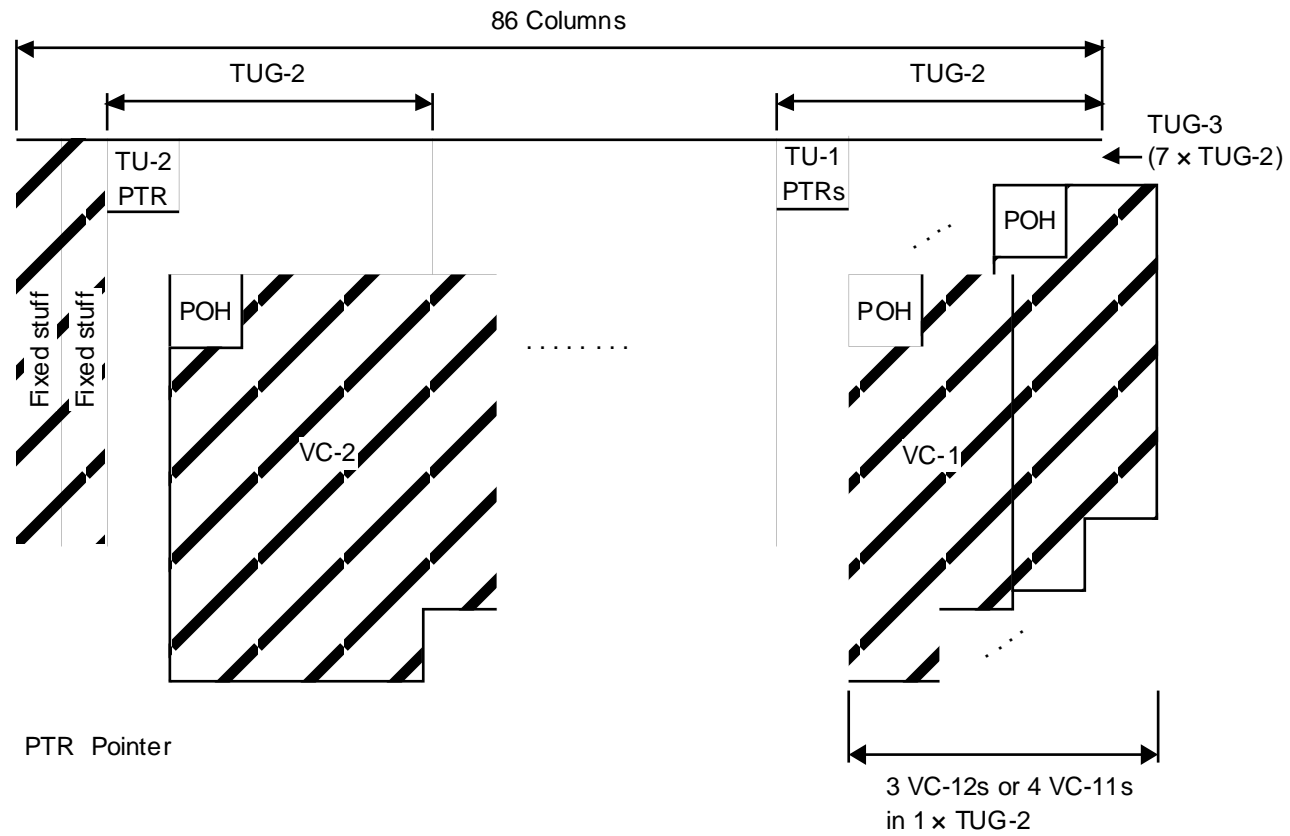 86 Columns
TUG-2
TUG-2
TUG-3
(7 × TUG-2)
TU-2
PTR
TU-1
PTRs
POH
POH
POH
Fixed stuff
Fixed stuff
. . . . . . . .
VC-2
VC-1
PTR Pointer
3 VC-12s or 4 VC-11s
in 1 × TUG-2